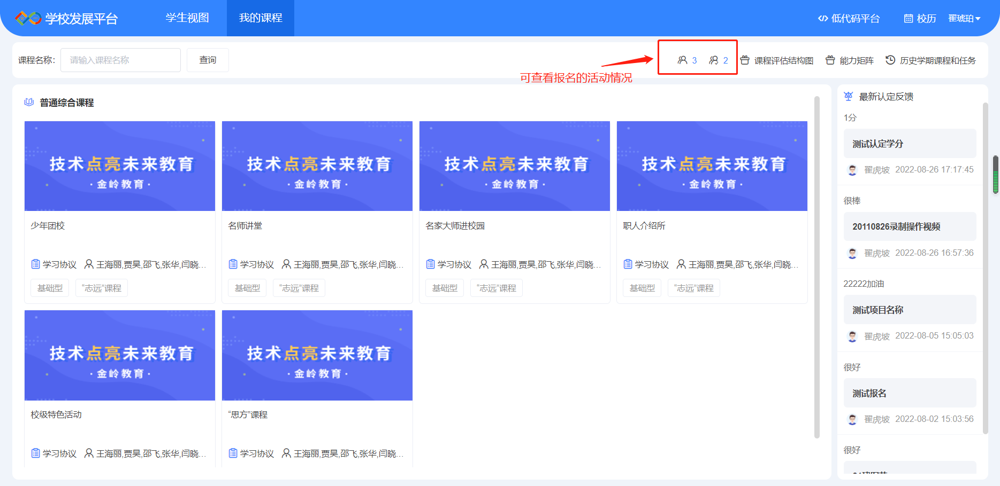 学校发展平台
学生视图
我的课程
低代码平台
校历
翟琥珀
课程名称:
请输入课程名称
查询
3
2
课程评估结构图
能力矩阵
历史学期课程和任务
可查看报名的活动情况
普通综合课程
技术点亮未来教育
·金岭教育·
技术点亮未来教育
·金岭教育·
技术点亮未来教育
·金岭教育·
技术点亮未来教育
·金岭教育·
少年团校
名师讲堂
名家大师进校园
职人介绍所
学习协议 王海丽,贾昊,邵飞,张华,闫晓...
学习协议 王海丽,贾昊,邵飞,张华,闫晓...
学习协议 王海丽,贾昊,邵飞,张华,闫晓...
学习协议 王海丽,贾昊,邵飞,张华,闫晓...
基础型 “志远”课程
基础型 “志远”课程
基础型 “志远”课程
基础型 “志远”课程
技术点亮未来教育
·金岭教育·
技术点亮未来教育
·金岭教育·
校级特色活动
“思方”课程
学习协议 王海丽,贾昊,邵飞,张华,闫晓...
学习协议 王海丽,贾昊,邵飞,张华,闫晓...
最新认定反馈
1分
测试认定学分
翟虎坡 2022-08-26 17:17:45
很棒
20110826录制操作视频
翟虎坡 2022-08-26 16:57:36
22222加油
测试项目名称
翟虎坡 2022-08-05 15:05:03
很好
测试报名
翟虎坡 2022-08-02 15:03:56
很好